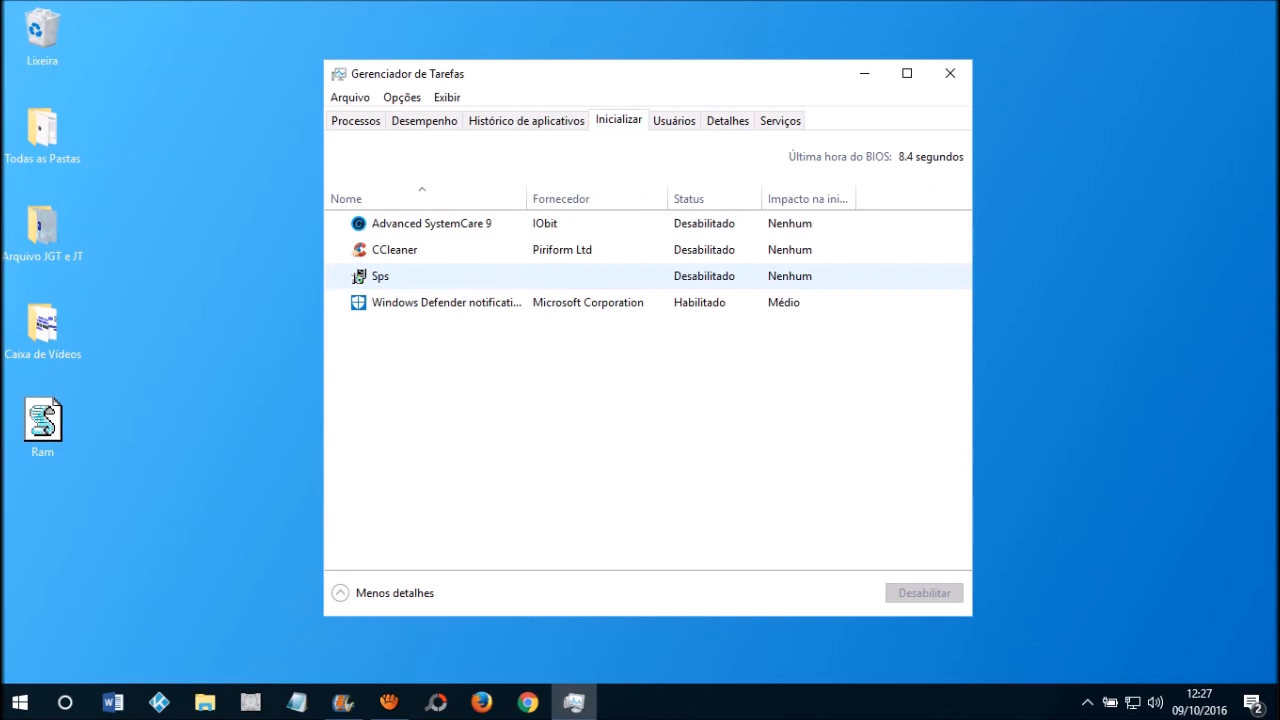 Lixeira
Todas as Pastas
Arquivo JGT e JT
Caixa de Vídeos
Ram
Gerenciador de Tarefas
Arquivo Opções Exibir
Processos Desempenho Histórico de aplicativos Inicializar Usuários Detalhes Serviços
Última hora do BIOS: 8.4 segundos
Nome Fornecedor Status Impacto na ini...
Advanced SystemCare 9 IObit Desabilitado Nenhum
CCleaner Piriform Ltd Desabilitado Nenhum
Sps Desabilitado Nenhum
Windows Defender notificati... Microsoft Corporation Habilitado Médio
Menos detalhes Desabilitar
12:27
09/10/2016
2